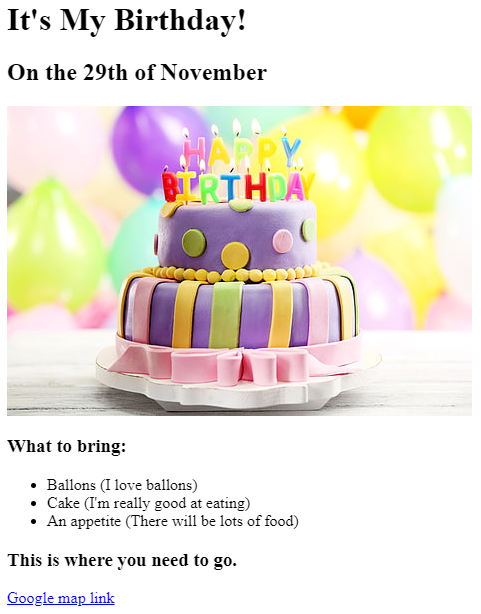 It's My Birthday!
On the 29th of November
HAPPY
BIRTHDAY
What to bring:
Ballons (I love ballons)
Cake (I'm really good at eating)
An appetite (There will be lots of food)
This is where you need to go.
Google map link